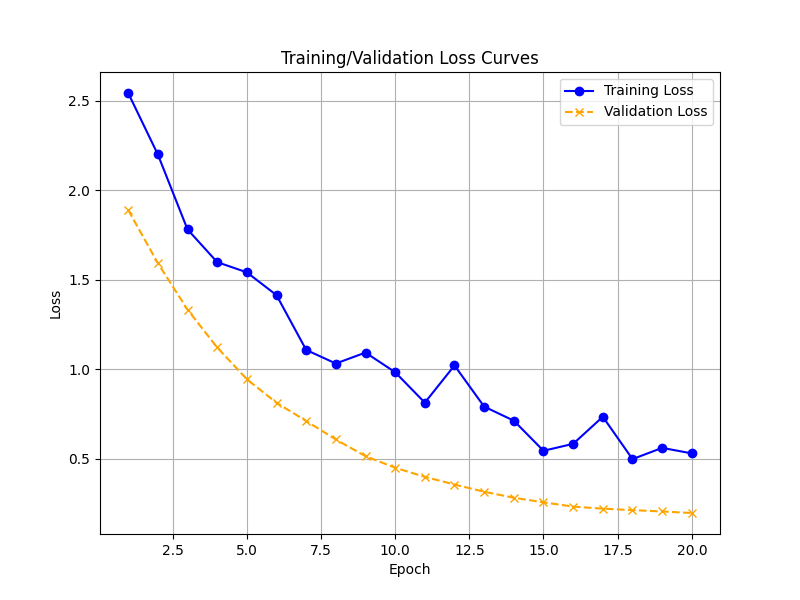 Training/Validation Loss Curves
Training Loss
Validation Loss
2.5
2.0
1.5
1.0
0.5
Loss
2.5 5.0 7.5 10.0 12.5 15.0 17.5 20.0
Epoch